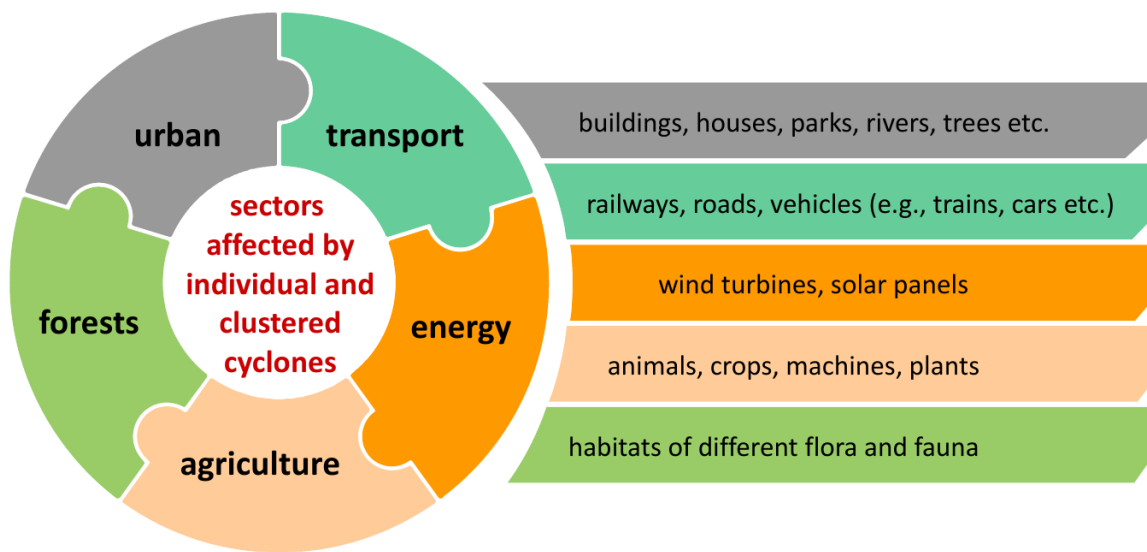 urban
transport
sectors
affected by
individual and
clustered
cyclones
forests
energy
agriculture
buildings, houses, parks, rivers, trees etc.
railways, roads, vehicles (e.g., trains, cars etc.)
wind turbines, solar panels
animals, crops, machines, plants
habitats of different flora and fauna